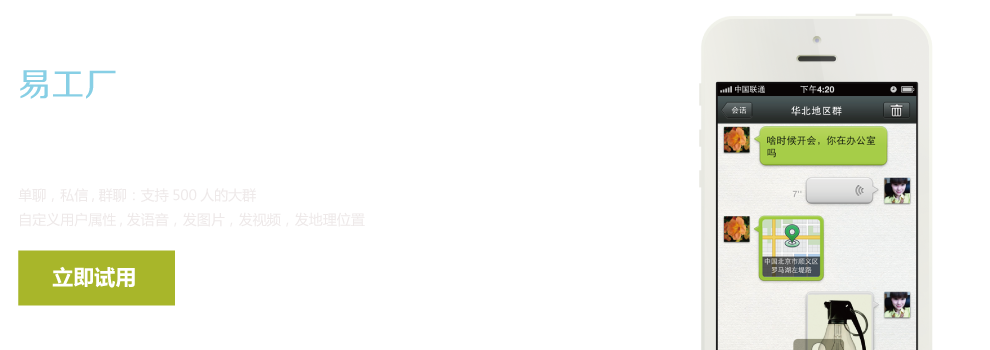 易工厂
单聊，私信，群聊：支持 500 人的大群
自定义用户属性，发语音，发图片，发视频，发地理位置
立即试用
中国联通 下午4:20
会话 华北地区群
啥时候开会，你在办公室
吗
7''
中国北京市顺义区
罗马湖左堤路